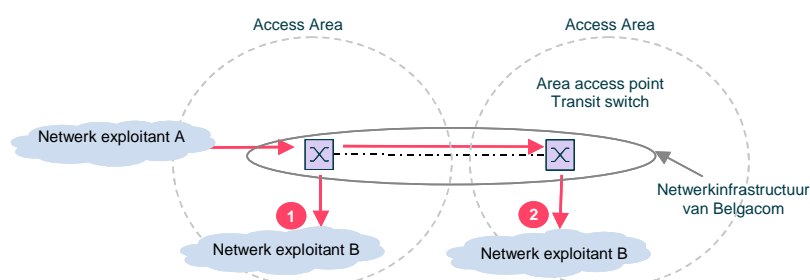 Access Area
Access Area
Area access point
Transit switch
Netwerk exploitant A
Netwerkinfrastructuur
van Belgacom
1
2
Netwerk exploitant B
Netwerk exploitant B